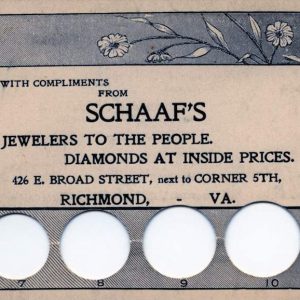 WITH COMPLIMENTS
FROM
SCHAAF'S
JEWELERS TO THE PEOPLE.
DIAMONDS AT INSIDE PRICES.
426 E. BROAD STREET, next to CORNER 5TH,
RICHMOND, - VA.
7 8 9 10